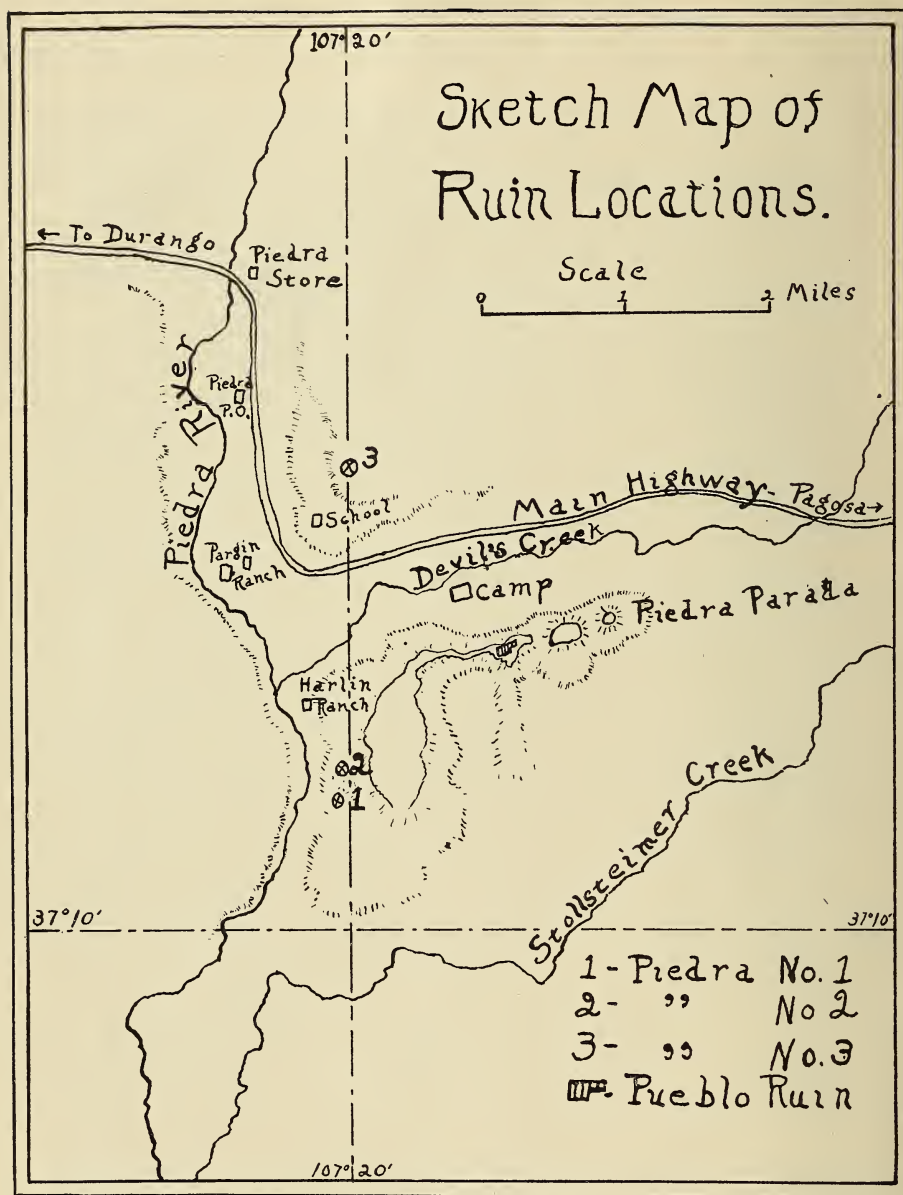 107°20'
Sketch Map of
Ruin Locations.
← To Durango
Piedra
Store
Scale
0 1 2 Miles
Piedra
P.O.
Piedra River
3
School
Main Highway - Pagosa→
Devil's Creek
Pargin
Ranch
Camp
Piedra Parada
Harlin
Ranch
2
1
Stollsteimer Creek
37°10' 37°10'
1- Piedra No. 1
2- ,, No 2
3- ,, No. 3
Pueblo Ruin
107°20'